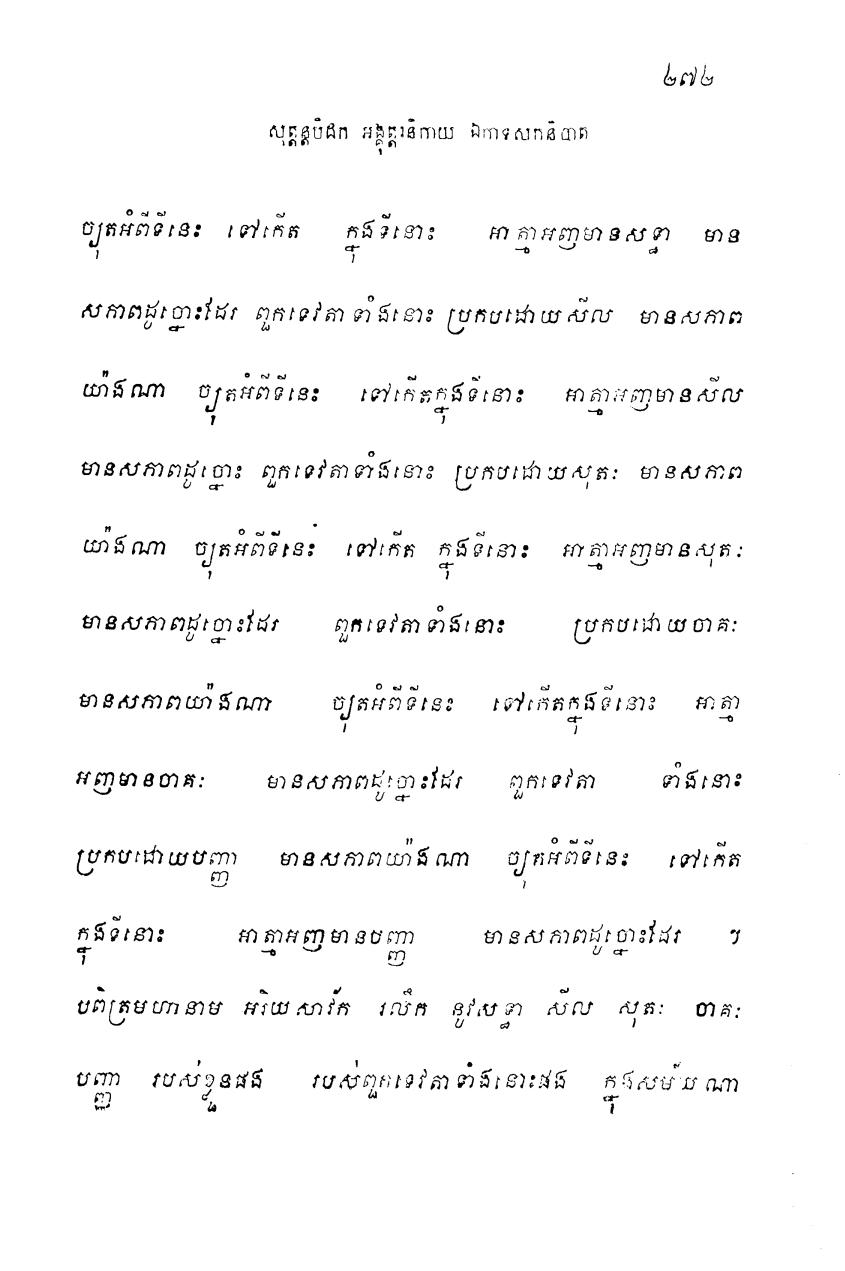 ២៧២
សុត្តន្តបិដក អង្គុត្តរនិកាយ ឯកាទសកនិបាត
ច្យុតអំពីទីនេះ ទៅកើត ក្នុងទីនោះ អាត្មាអញមានសទ្ធា មាន
សភាពដូច្នោះដែរ ពួកទេវតាទាំងនោះ ប្រកបដោយសីល មានសភាព
យ៉ាងណា ច្យុតអំពីទីនេះ ទៅកើតក្នុងទីនោះ អាត្មាអញមានសីល
មានសភាពដូច្នោះ ពួកទេវតាទាំងនោះ ប្រកបដោយសុតៈ មានសភាព
យ៉ាងណា ច្យុតអំពីទីនេះ ទៅកើត ក្នុងទីនោះ អាត្មាអញមានសុតៈ
មានសភាពដូច្នោះដែរ ពួកទេវតាទាំងនោះ ប្រកបដោយចាគៈ
មានសភាពយ៉ាងណា ច្យុតអំពីទីនេះ ទៅកើតក្នុងទីនោះ អាត្មា
អញមានចាគៈ មានសភាពដូច្នោះដែរ ពួកទេវតា ទាំងនោះ
ប្រកបដោយបញ្ញា មានសភាពយ៉ាងណា ច្យុតអំពីទីនេះ ទៅកើត
ក្នុងទីនោះ អាត្មាអញមានបញ្ញា មានសភាពដូច្នោះដែរ ។
បពិត្រមហានាម អរិយសាវ័ក រលឹក នូវសទ្ធា សីល សុតៈ ចាគៈ
បញ្ញា របស់ខ្លួនផង របស់ពួកទេវតាទាំងនោះផង ក្នុងសម័យណា